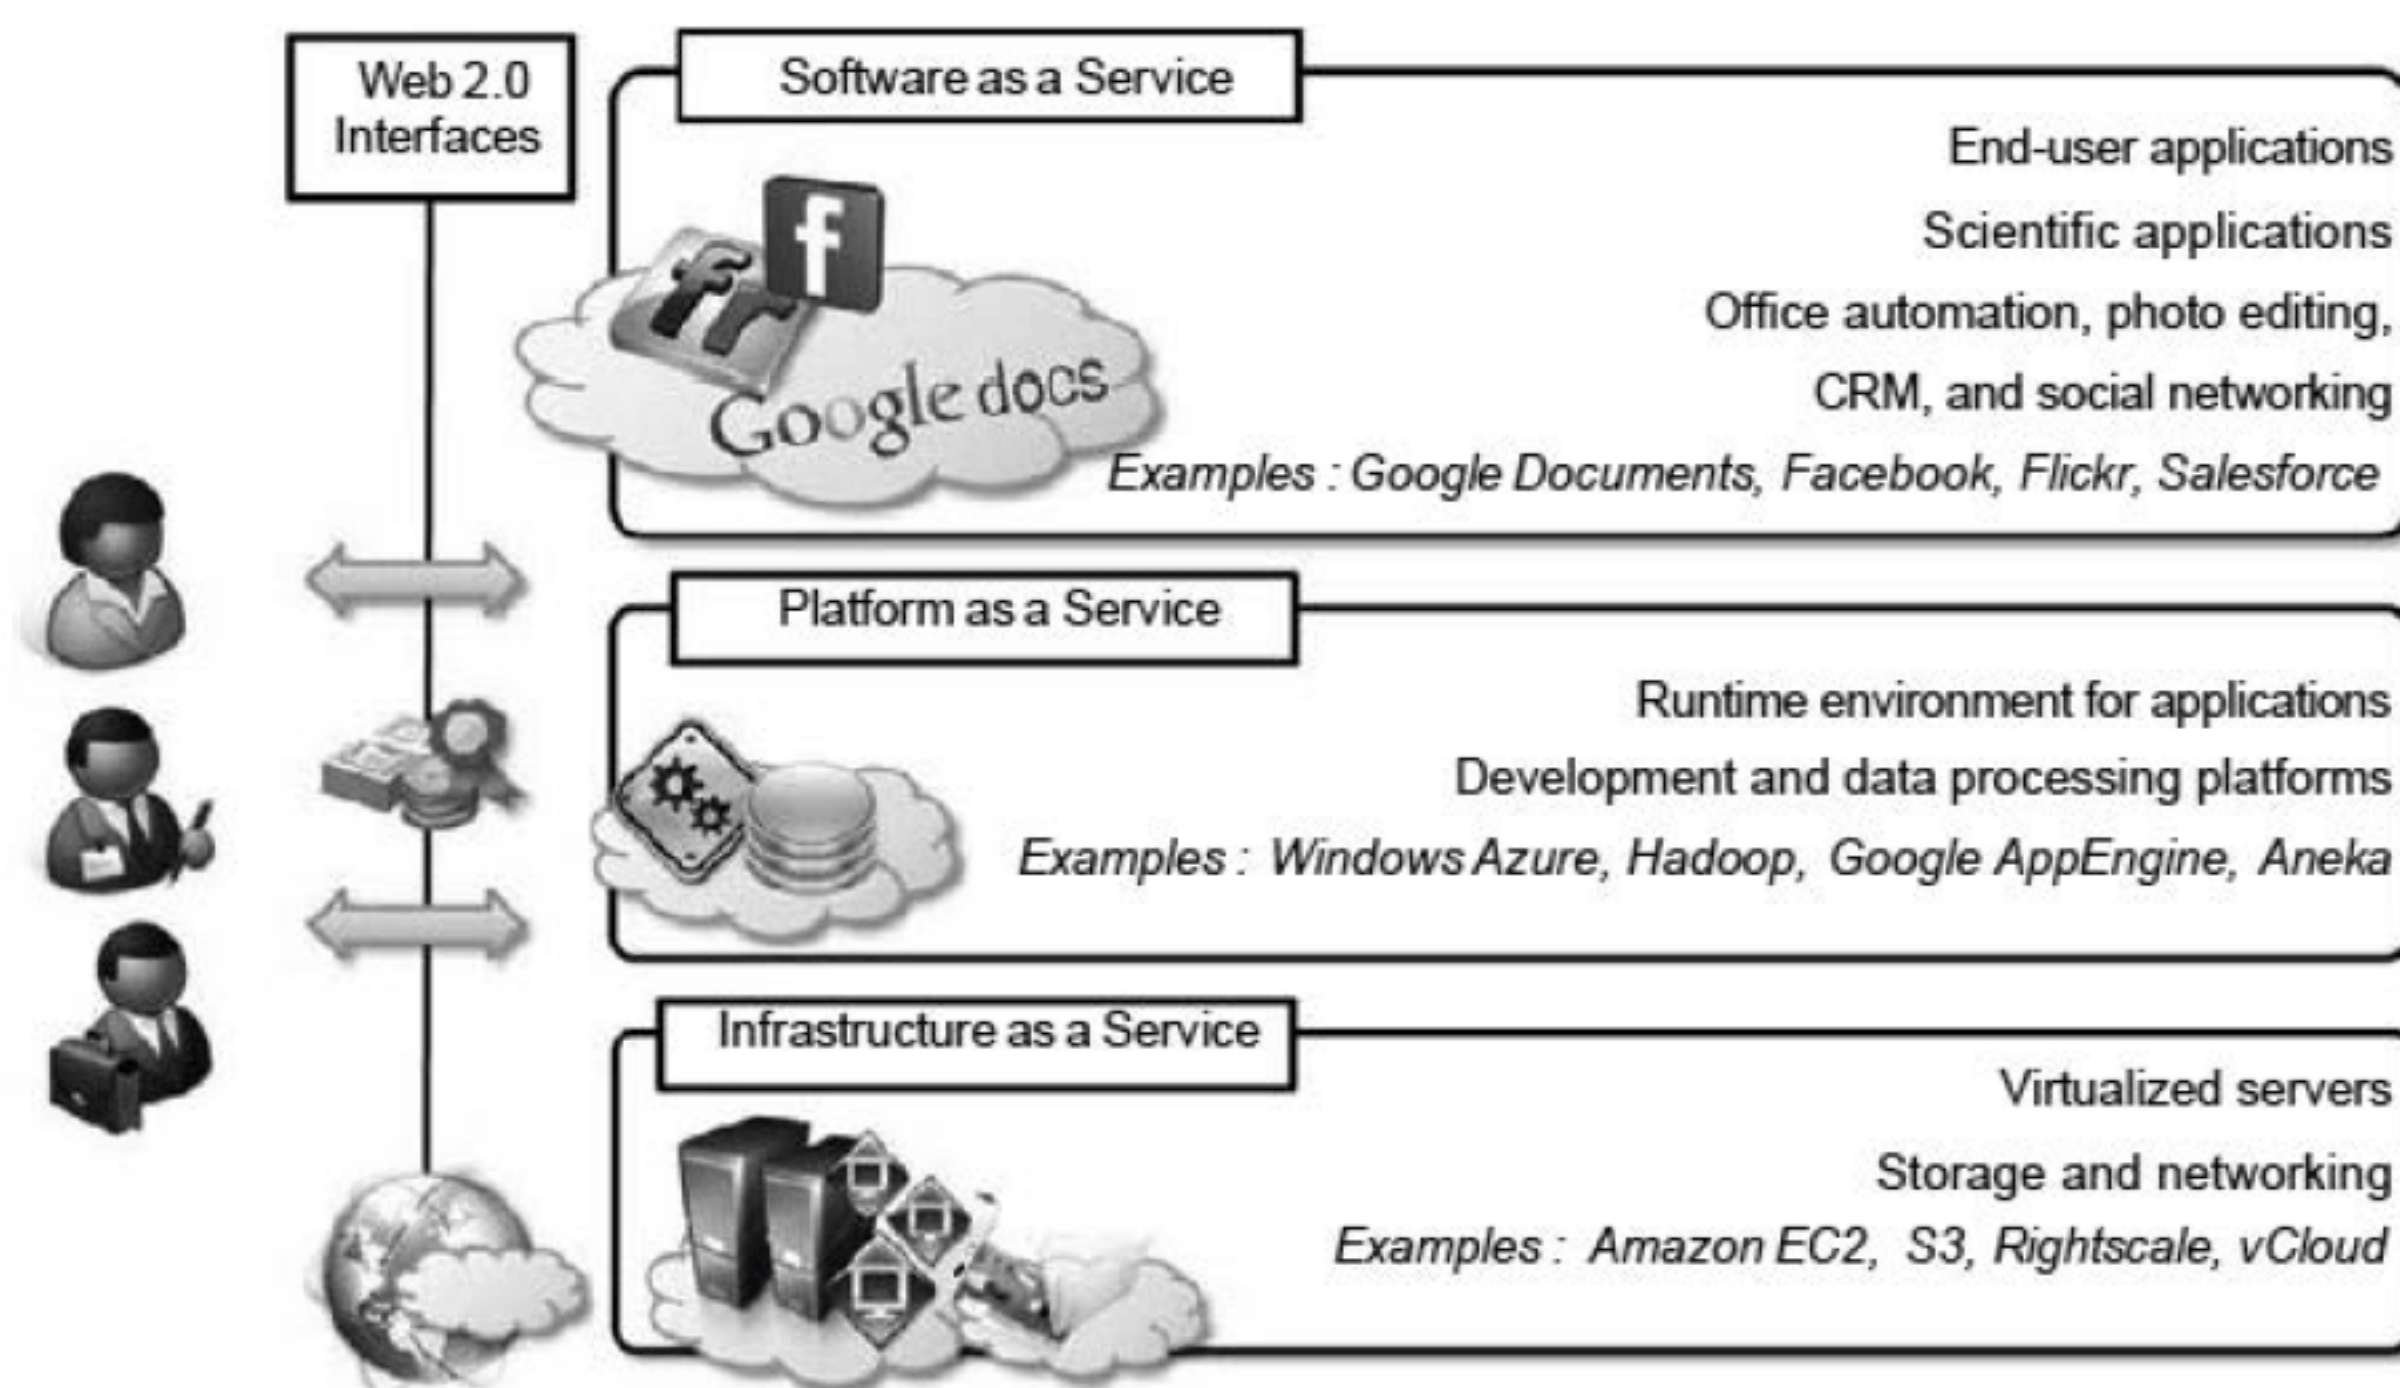 Web 2.0
Interfaces
Software as a Service
End-user applications
Scientific applications
Office automation, photo editing,
CRM, and social networking
Examples : Google Documents, Facebook, Flickr, Salesforce
f
fr
Google docs
Platform as a Service
Runtime environment for applications
Development and data processing platforms
Examples : Windows Azure, Hadoop, Google AppEngine, Aneka
Infrastructure as a Service
Virtualized servers
Storage and networking
Examples : Amazon EC2, S3, Rightscale, vCloud